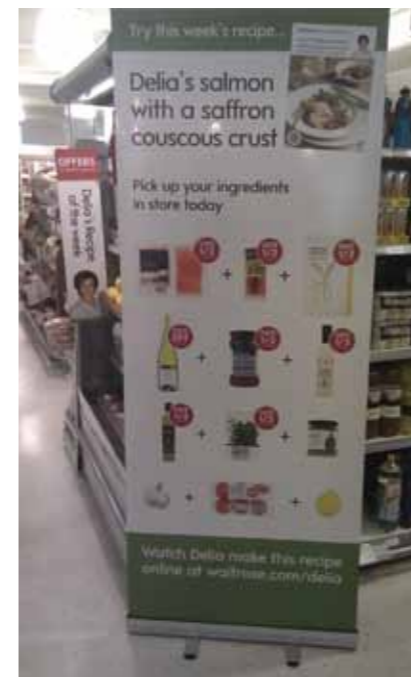 Try this week's recipe...
Delia's salmon
with a saffron
couscous crust
Pick up your ingredients
in store today
OFFERS
Delia's Recipe
of the week
Watch Delia make this recipe
online at waitrose.com/delia